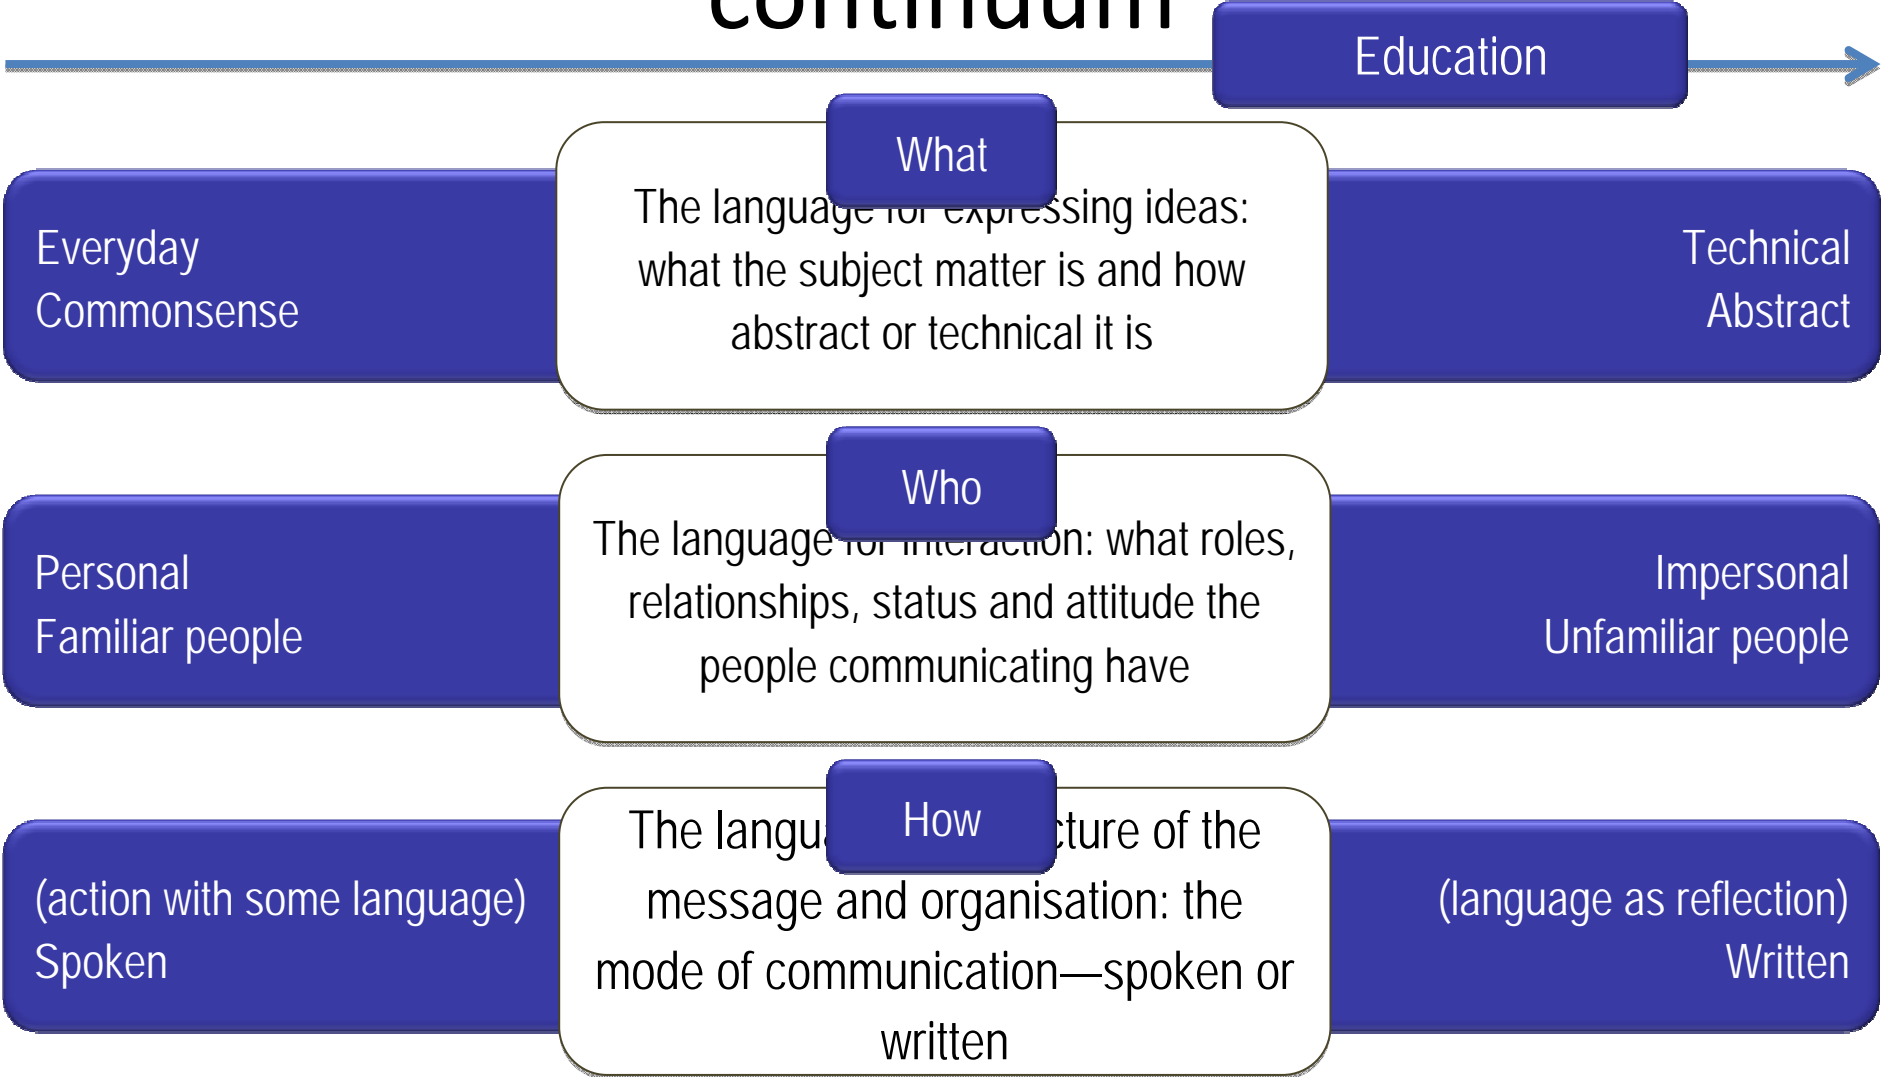 continuum
Education
What
The language for expressing ideas:
what the subject matter is and how
abstract or technical it is
Everyday
Commonsense
Technical
Abstract
Who
The language for interaction: what roles,
relationships, status and attitude the
people communicating have
Personal
Familiar people
Impersonal
Unfamiliar people
How
The of the
message and organisation: the
mode of communication—spoken or
written
(action with some language)
Spoken
(language as reflection)
Written